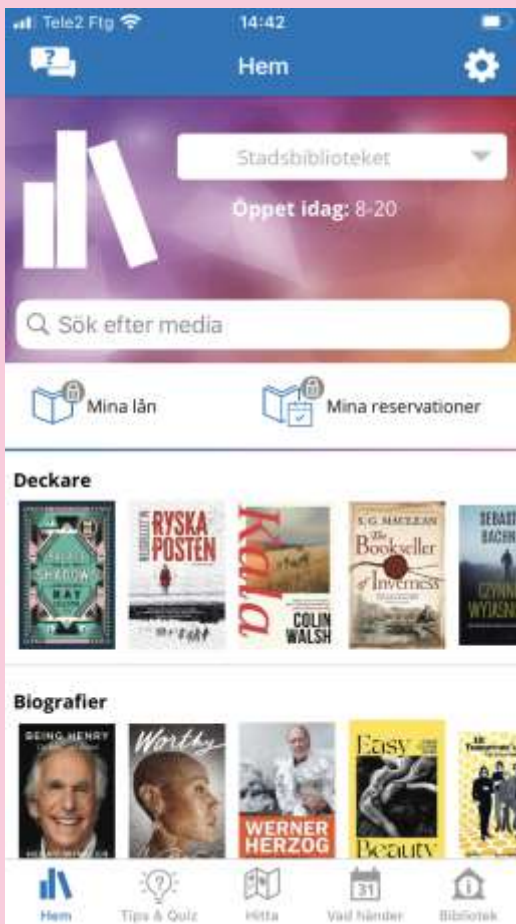 Tele2 Ftg 14:42
Hem
Stadsbiblioteket
Öppet idag: 8-20
Sök efter media
Mina lån
Mina reservationer
Deckare
SHADOWS
RAY
RYSKA
POSTEN
Kala
COLIN
WALSH
S. G. MACLEAN
The
Bookseller
of Inverness
Biografier
BEING HENRY
Worthy
WERNER
HERZOG
Easy
Beauty
Hem
Tips & Quiz
Hitta
31
Vad händer
Bibliotek